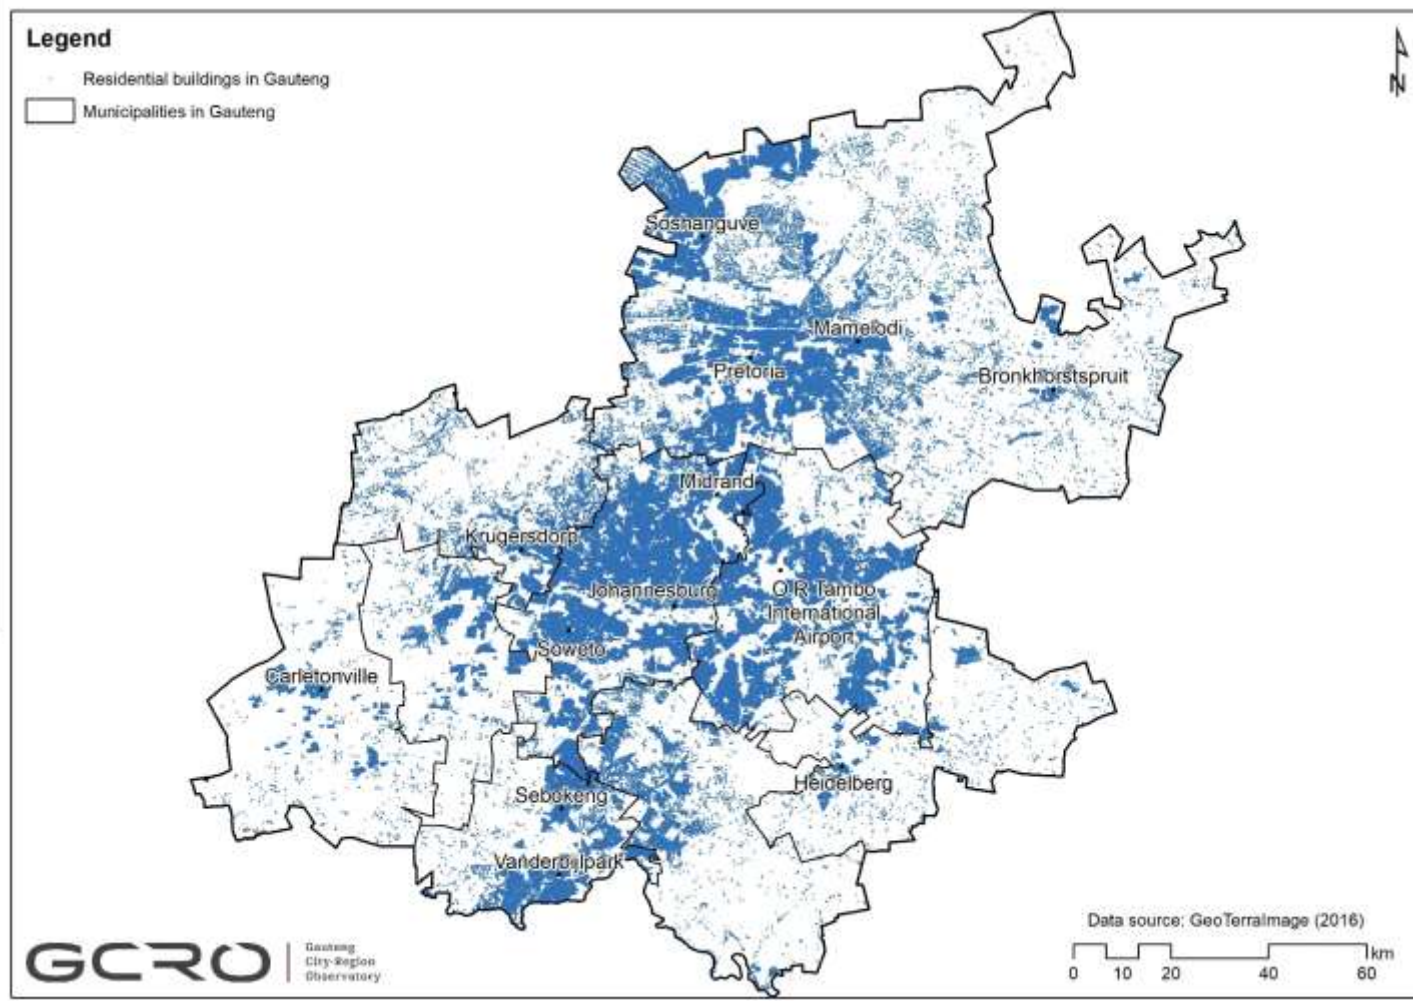 Legend
Residential buildings in Gauteng
Municipalities in Gauteng
N
Soshanguve
Mamelodi
Pretoria
Bronkhorstspruit
Midrand
Krugersdorp
Johannesburg
O R Tambo
International
Airport
Soweto
Carletonville
Heidelberg
Sebokeng
Vanderbijlpark
Data source: GeoTerraImage (2016)
km
0 10 20 40 60
GCRO
Gauteng
City-Region
Observatory